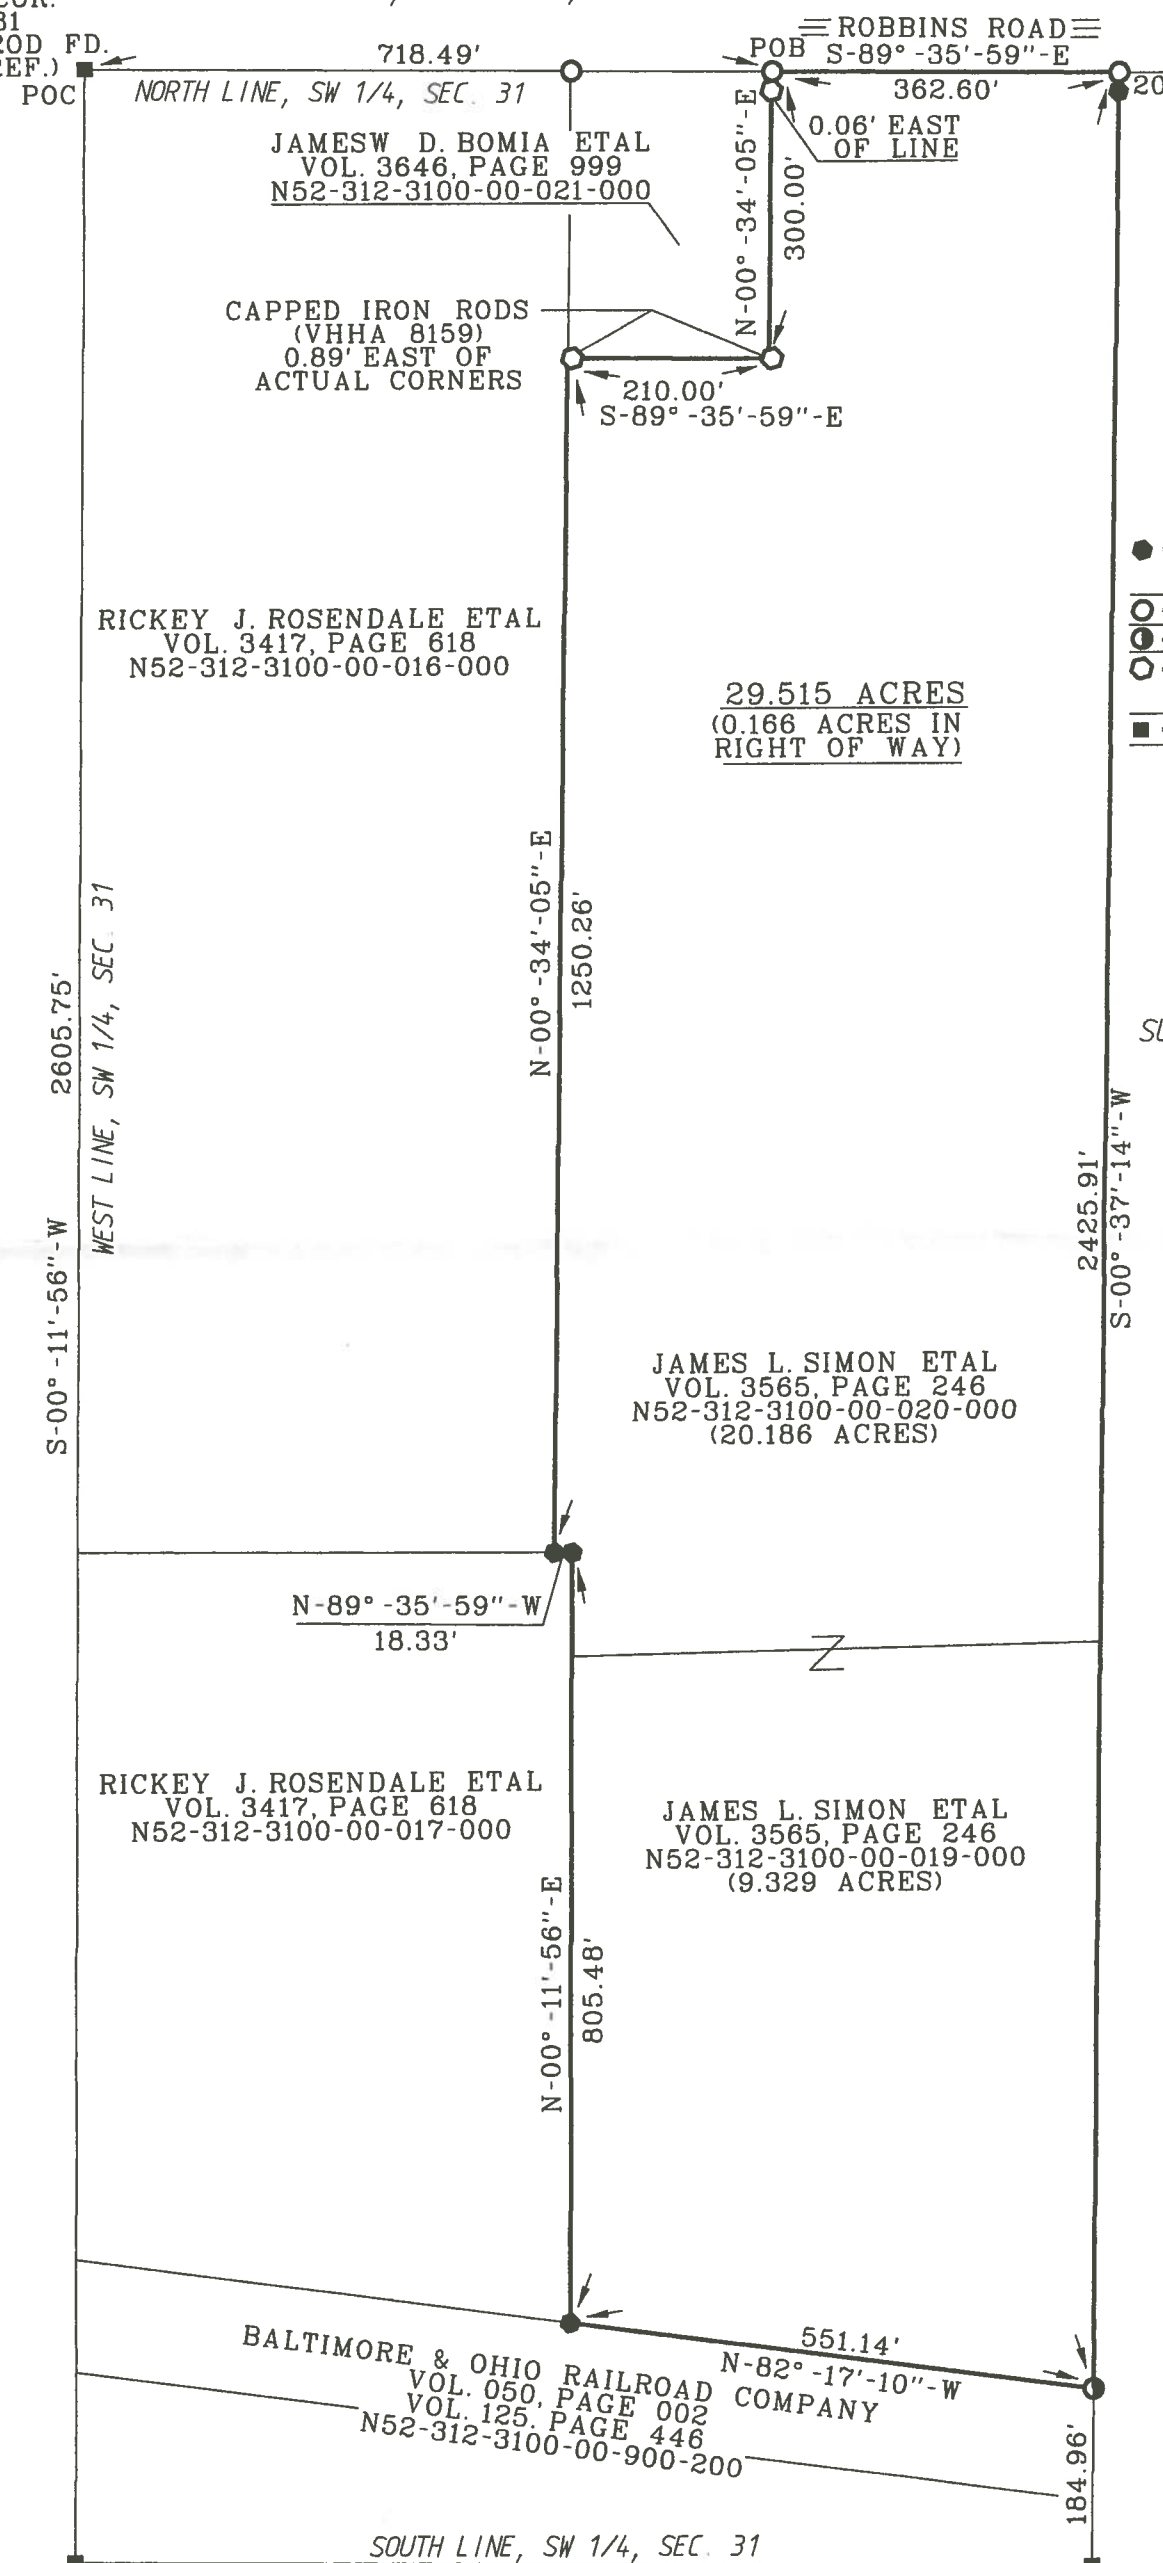 COR.
31
ROD FD.
REF.)
POC
718.49'
NORTH LINE, SW 1/4, SEC. 31
POB
ROBBINS ROAD
S-89°-35'-59"-E
362.60'
20
0.06' EAST
OF LINE
JAMESW D. BOMIA ETAL
VOL. 3646, PAGE 999
N52-312-3100-00-021-000
N-00°-34'-05"-E
300.00'
CAPPED IRON RODS
(VHHA 8159)
0.89' EAST OF
ACTUAL CORNERS
210.00'
S-89°-35'-59"-E
RICKEY J. ROSENDALE ETAL
VOL. 3417, PAGE 618
N52-312-3100-00-016-000
29.515 ACRES
(0.166 ACRES IN
RIGHT OF WAY)
N-00°-34'-05"-E
1250.26'
2605.75'
WEST LINE, SW 1/4, SEC. 31
S-00°-11'-56"-W
2425.91'
S-00°-37'-14"-W
JAMES L. SIMON ETAL
VOL. 3565, PAGE 246
N52-312-3100-00-020-000
(20.186 ACRES)
N-89°-35'-59"-W
18.33'
Z
RICKEY J. ROSENDALE ETAL
VOL. 3417, PAGE 618
N52-312-3100-00-017-000
JAMES L. SIMON ETAL
VOL. 3565, PAGE 246
N52-312-3100-00-019-000
(9.329 ACRES)
N-00°-11'-56"-E
805.48'
551.14'
N-82°-17'-10"-W
BALTIMORE & OHIO RAILROAD COMPANY
VOL. 050, PAGE 002
VOL. 125, PAGE 446
N52-312-3100-00-900-200
184.96'
SOUTH LINE, SW 1/4, SEC. 31